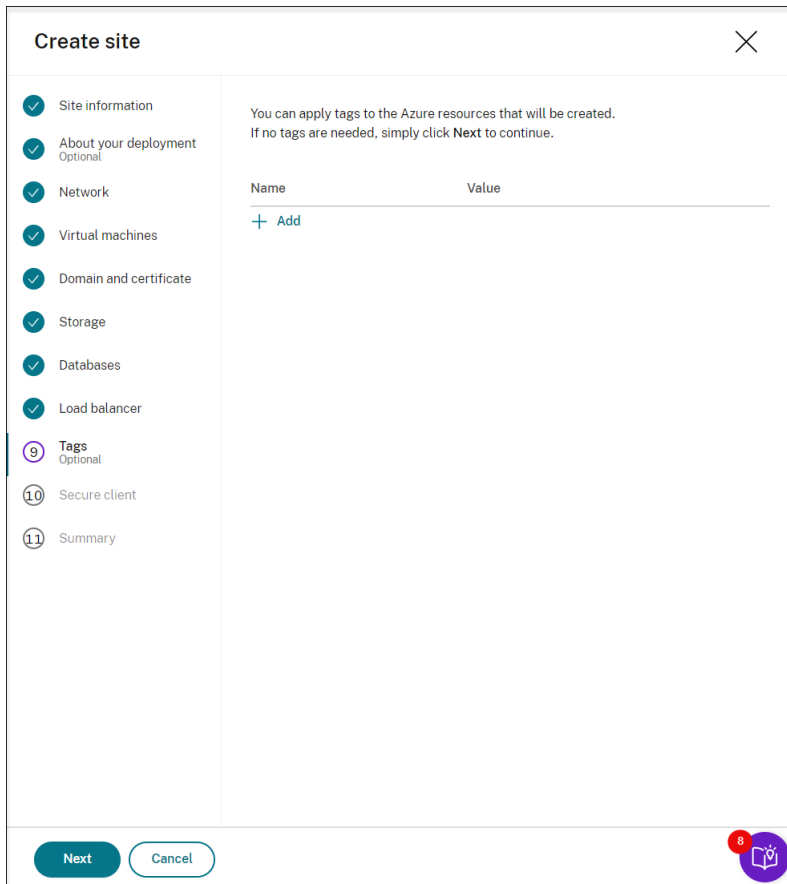 Create site
Site information
About your deployment
Optional
Network
Virtual machines
Domain and certificate
Storage
Databases
Load balancer
9 Tags
Optional
10 Secure client
11 Summary
You can apply tags to the Azure resources that will be created.
If no tags are needed, simply click Next to continue.
Name Value
+ Add
Next Cancel
8